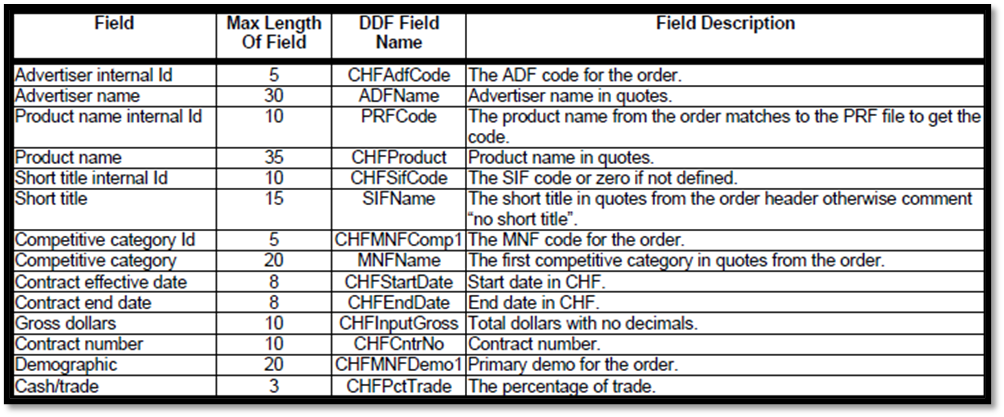 Field Max Length Of Field DDF Field Name Field Description
Advertiser internal Id 5 CHFAdfCode The ADF code for the order.
Advertiser name 30 ADFName Advertiser name in quotes.
Product name internal Id 10 PRFCode The product name from the order matches to the PRF file to get the
code.
Product name 35 CHFProduct Product name in quotes.
Short title internal Id 10 CHFSifCode The SIF code or zero if not defined.
Short title 15 SIFName The short title in quotes from the order header otherwise comment
“no short title”.
Competitive category Id 5 CHFMNFComp1 The MNF code for the order.
Competitive category 20 MNFName The first competitive category in quotes from the order.
Contract effective date 8 CHFStartDate Start date in CHF.
Contract end date 8 CHFEndDate End date in CHF.
Gross dollars 10 CHFInputGross Total dollars with no decimals.
Contract number 10 CHFCntrNo Contract number.
Demographic 20 CHFMNFDemo1 Primary demo for the order.
Cash/trade 3 CHFPctTrade The percentage of trade.